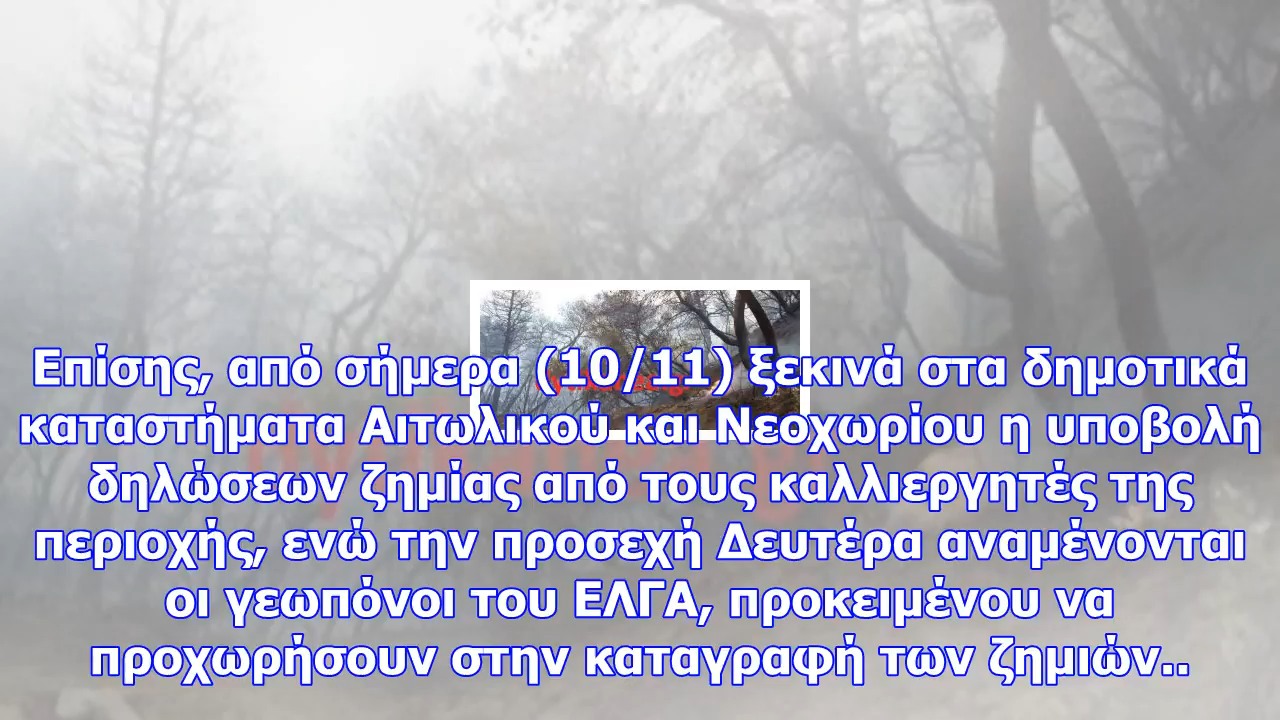 Επίσης, από σήμερα (10/11) ξεκινά στα δημοτικά
καταστήματα Αιτωλικού και Νεοχωρίου η υποβολή
δηλώσεων ζημίας από τους καλλιεργητές της
περιοχής, ενώ την προσεχή Δευτέρα αναμένονται
οι γεωπόνοι του ΕΛΓΑ, προκειμένου να
προχωρήσουν στην καταγραφή των ζημιών..